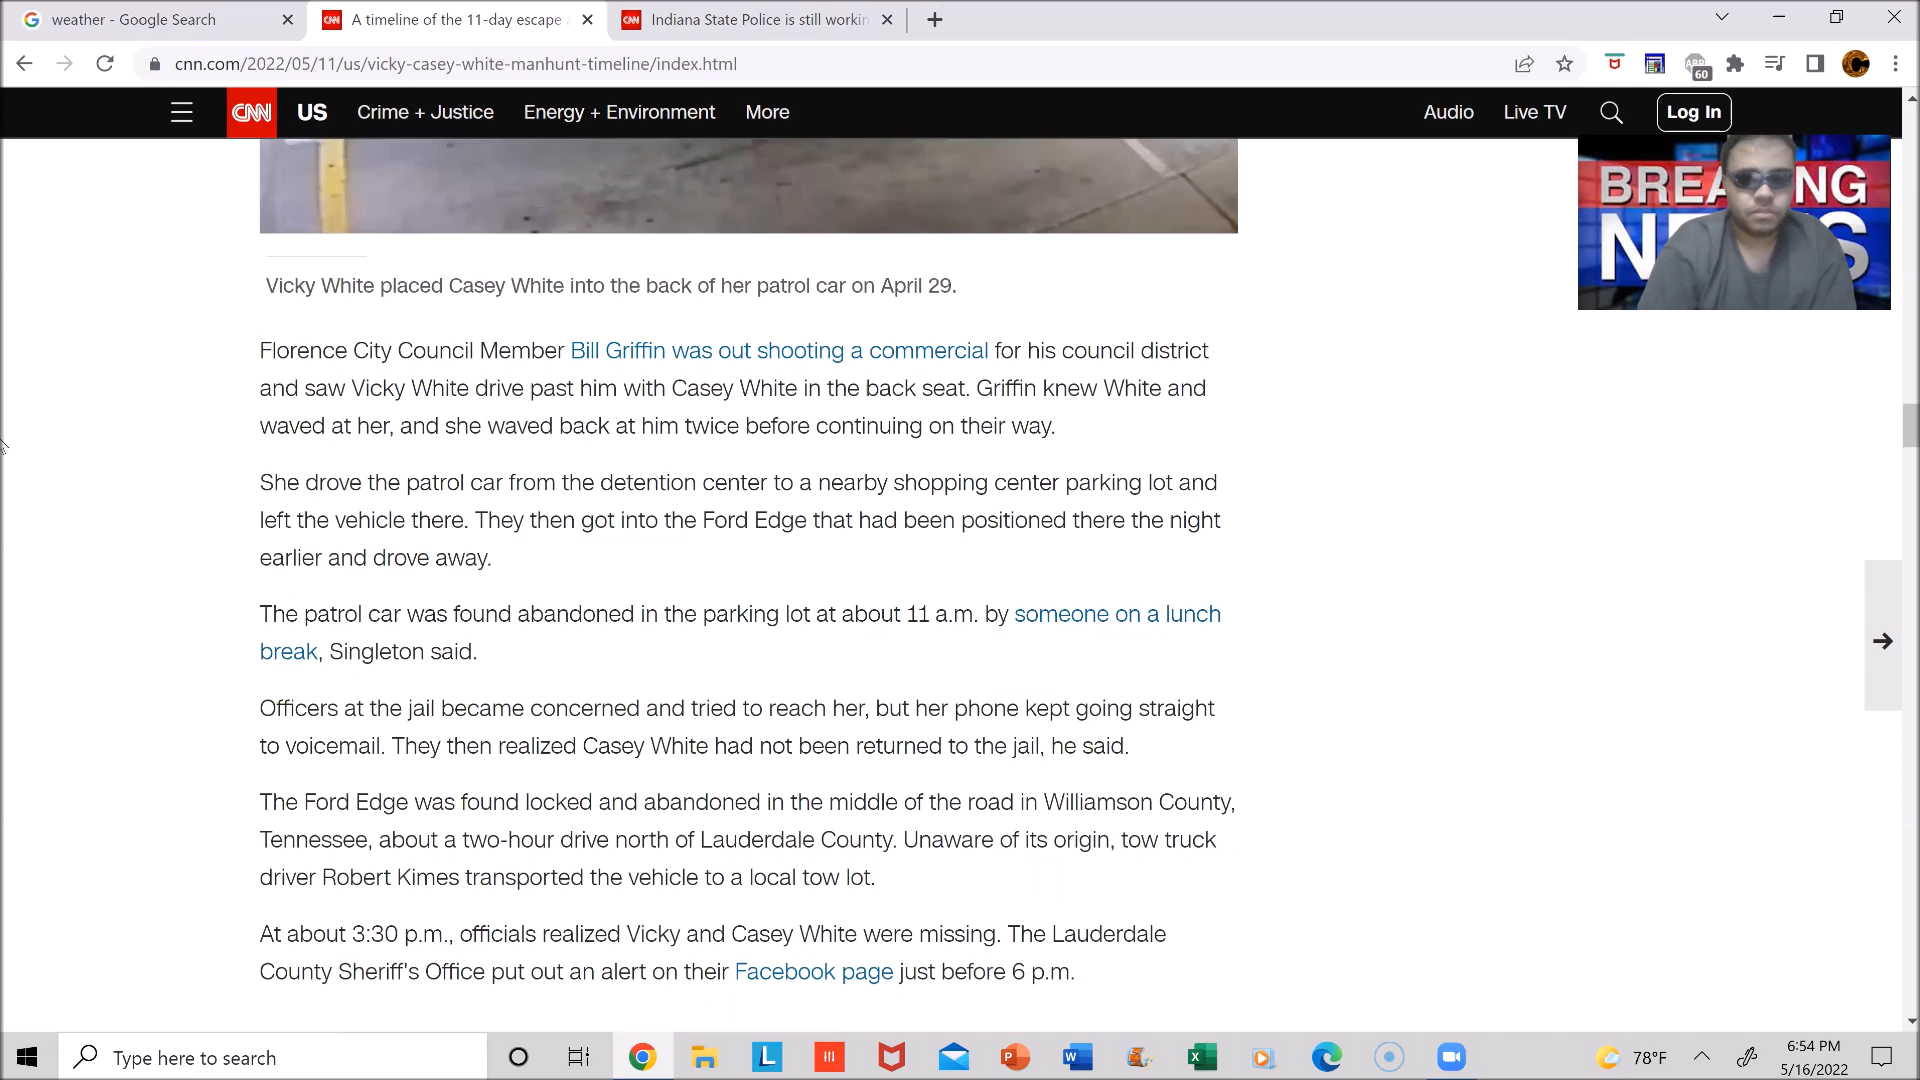 weather - Google Search
A timeline of the 11-day escape
Indiana State Police is still workin
cnn.com/2022/05/11/us/vicky-casey-white-manhunt-timeline/index.html
60
CNN US Crime + Justice Energy + Environment More Audio Live TV Log In
BREA NG
N S
Vicky White placed Casey White into the back of her patrol car on April 29.
Florence City Council Member Bill Griffin was out shooting a commercial for his council district
and saw Vicky White drive past him with Casey White in the back seat. Griffin knew White and
waved at her, and she waved back at him twice before continuing on their way.
She drove the patrol car from the detention center to a nearby shopping center parking lot and
left the vehicle there. They then got into the Ford Edge that had been positioned there the night
earlier and drove away.
The patrol car was found abandoned in the parking lot at about 11 a.m. by someone on a lunch
break, Singleton said.
Officers at the jail became concerned and tried to reach her, but her phone kept going straight
to voicemail. They then realized Casey White had not been returned to the jail, he said.
The Ford Edge was found locked and abandoned in the middle of the road in Williamson County,
Tennessee, about a two-hour drive north of Lauderdale County. Unaware of its origin, tow truck
driver Robert Kimes transported the vehicle to a local tow lot.
At about 3:30 p.m., officials realized Vicky and Casey White were missing. The Lauderdale
County Sheriff's Office put out an alert on their Facebook page just before 6 p.m.
Type here to search
78°F
6:54 PM
5/16/2022